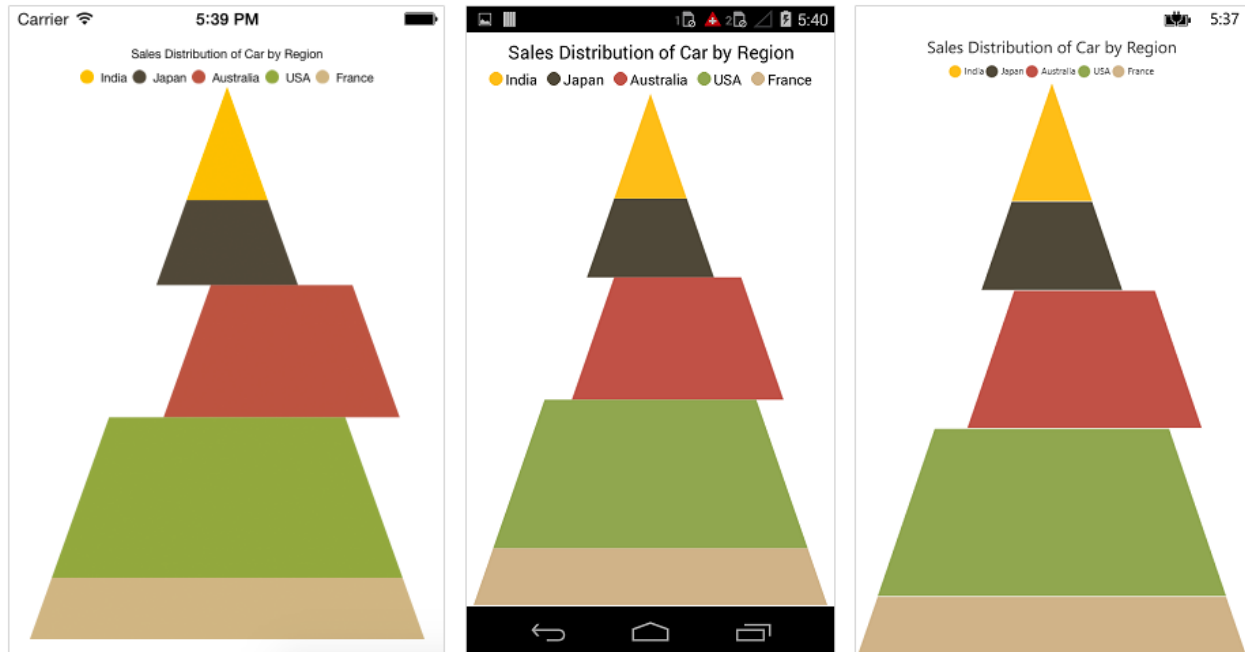 Carrier 5:39 PM
Sales Distribution of Car by Region
India Japan Australia USA France
1 2 5:40
Sales Distribution of Car by Region
India Japan Australia USA France
5:37
Sales Distribution of Car by Region
India Japan Australia USA France